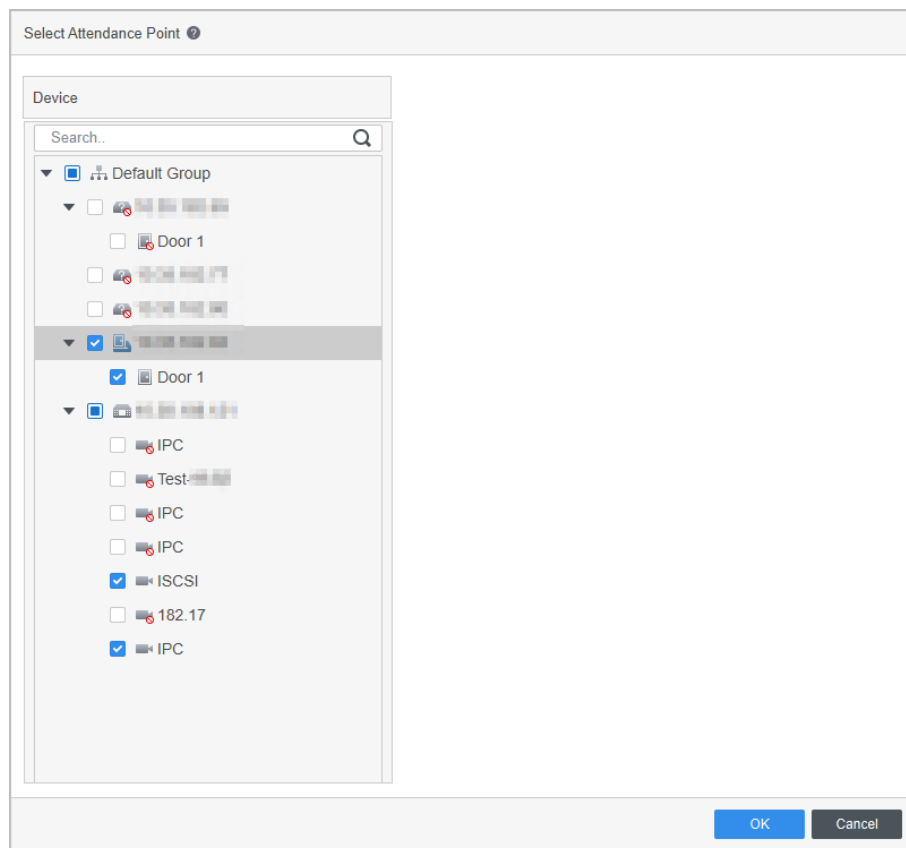 Select Attendance Point
Device
Search..
Default Group
Door 1
Door 1
IPC
Test-
IPC
IPC
ISCSI
182.17
IPC
OK Cancel